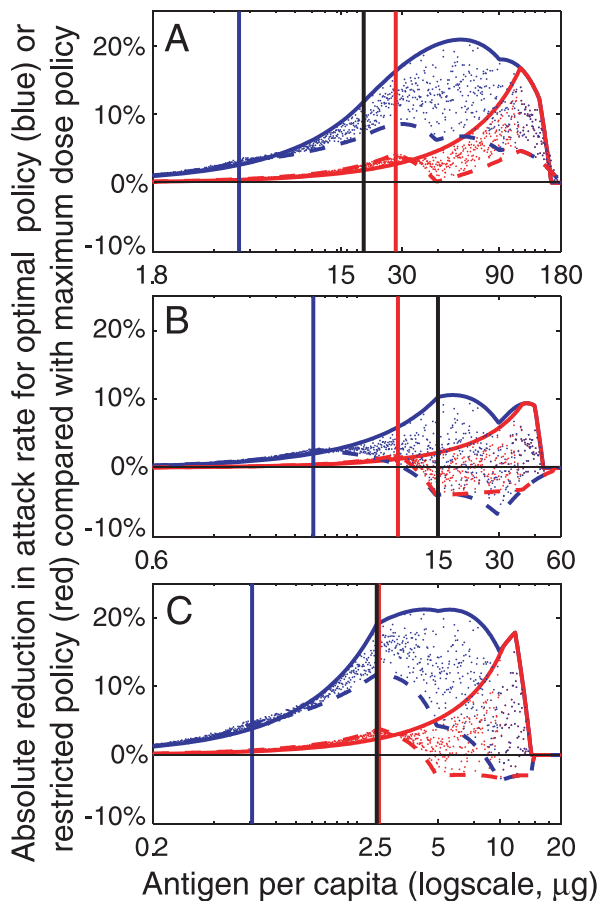 Absolute reduction in attack rate for optimal policy (blue) or
restricted policy (red) compared with maximum dose policy
A
20%
10%
0%
-10%
1.8 15 30 90 180
B
20%
10%
0%
-10%
0.6 15 30 60
C
20%
10%
0%
-10%
0.2 2.5 5 10 20
Antigen per capita (logscale, μg)